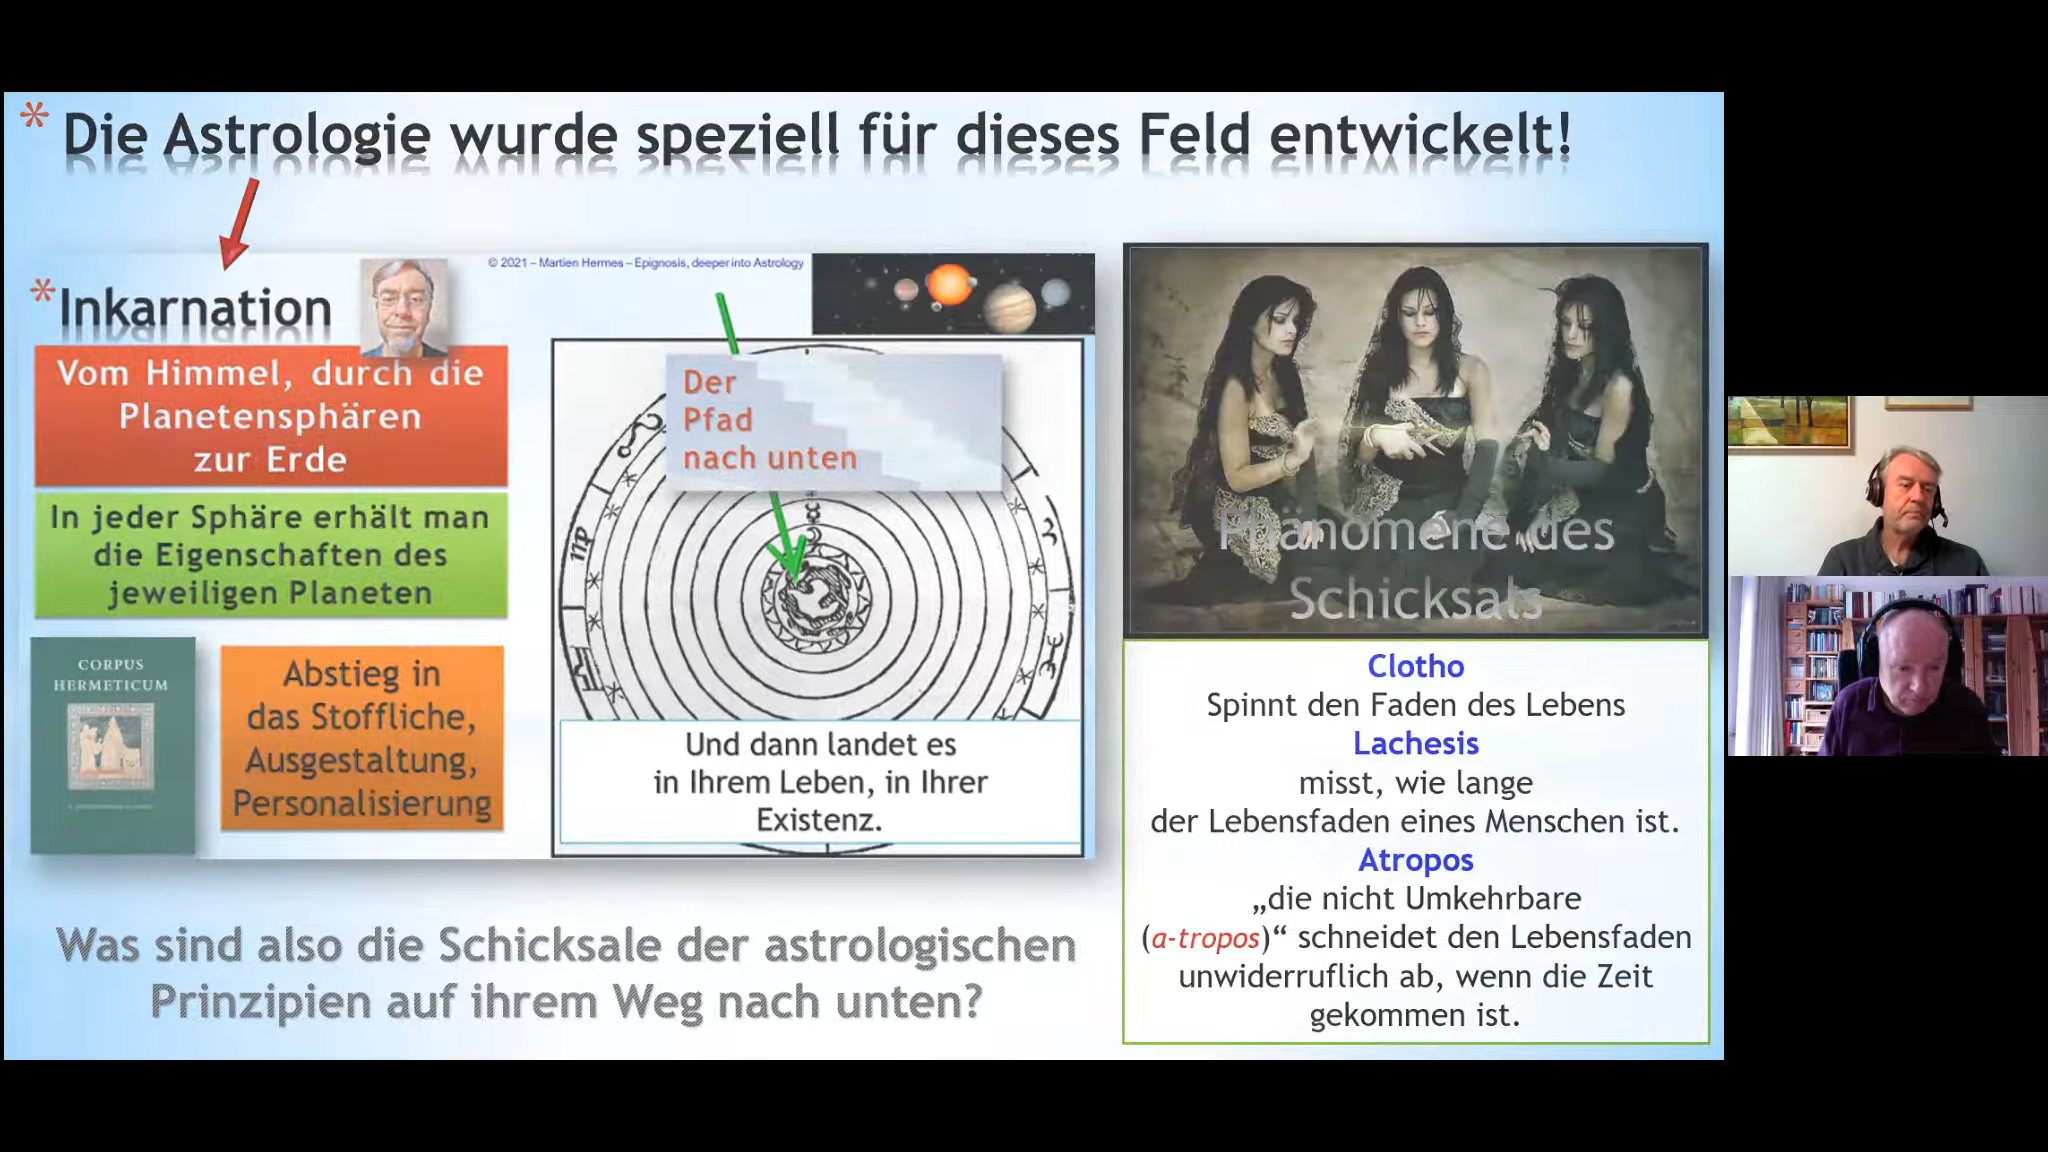 * Die Astrologie wurde speziell für dieses Feld entwickelt!
© 2021 – Martien Hermes – Epignosis, deeper into Astrology
*Inkarnation
Vom Himmel, durch die
Planetensphären
zur Erde
In jeder Sphäre erhält man
die Eigenschaften des
jeweiligen Planeten
CORPUS
HERMETICUM
Abstieg in
das Stoffliche,
Ausgestaltung,
Personalisierung
Der
Pfad
nach unten
Und dann landet es
in Ihrem Leben, in Ihrer
Existenz.
Was sind also die Schicksale der astrologischen
Prinzipien auf ihrem Weg nach unten?
Phänomene des
Schicksals
Clotho
Spinnt den Faden des Lebens
Lachesis
misst, wie lange
der Lebensfaden eines Menschen ist.
Atropos
„die nicht Umkehrbare
(a-tropos)“ schneidet den Lebensfaden
unwiderruflich ab, wenn die Zeit
gekommen ist.